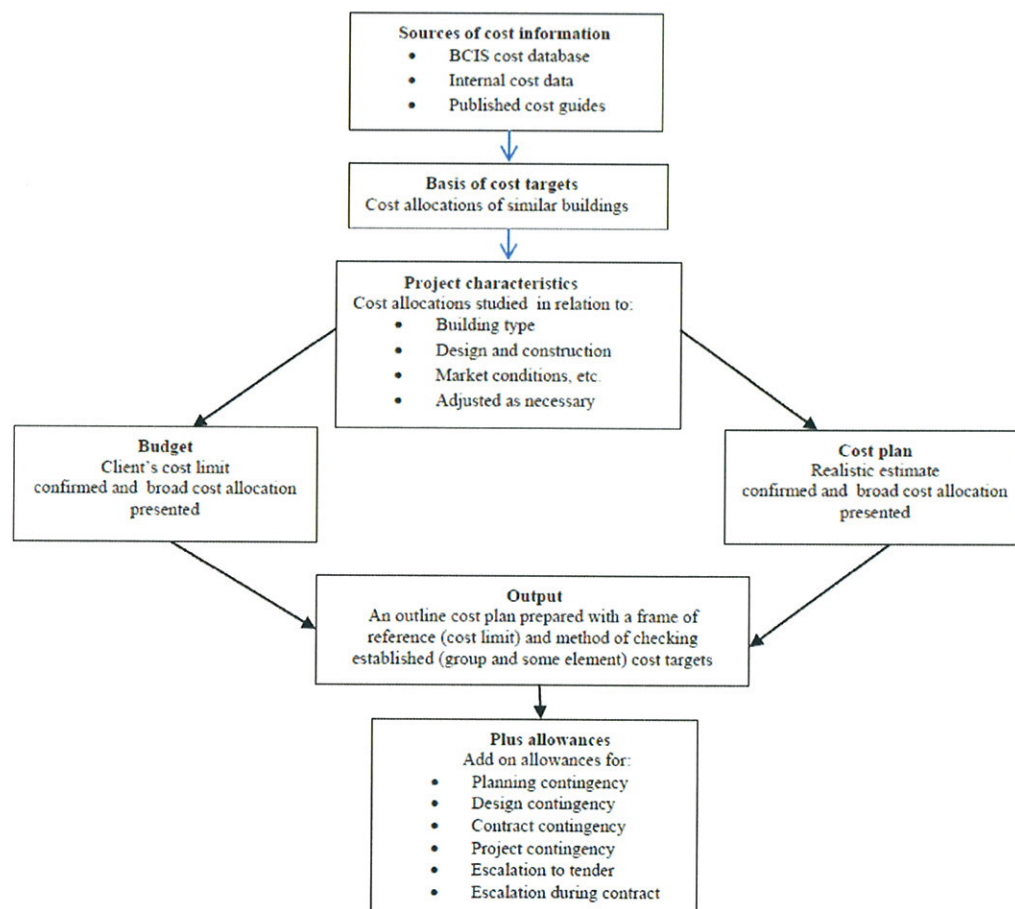 Sources of cost information
• BCIS cost database
• Internal cost data
• Published cost guides
Basis of cost targets
Cost allocations of similar buildings
Project characteristics
Cost allocations studied in relation to:
• Building type
• Design and construction
• Market conditions, etc.
• Adjusted as necessary
Budget
Client's cost limit
confirmed and broad cost allocation
presented
Cost plan
Realistic estimate
confirmed and broad cost allocation
presented
Output
An outline cost plan prepared with a frame of
reference (cost limit) and method of checking
established (group and some element) cost targets
Plus allowances
Add on allowances for:
• Planning contingency
• Design contingency
• Contract contingency
• Project contingency
• Escalation to tender
• Escalation during contract